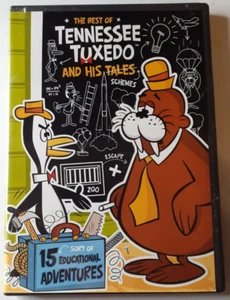 THE BEST OF
TENNESSEE
TUXEDO
AND HIS TALES
SCHEMES
ESCAPE
ZOO
SORT OF
15 EDUCATIONAL
ADVENTURES